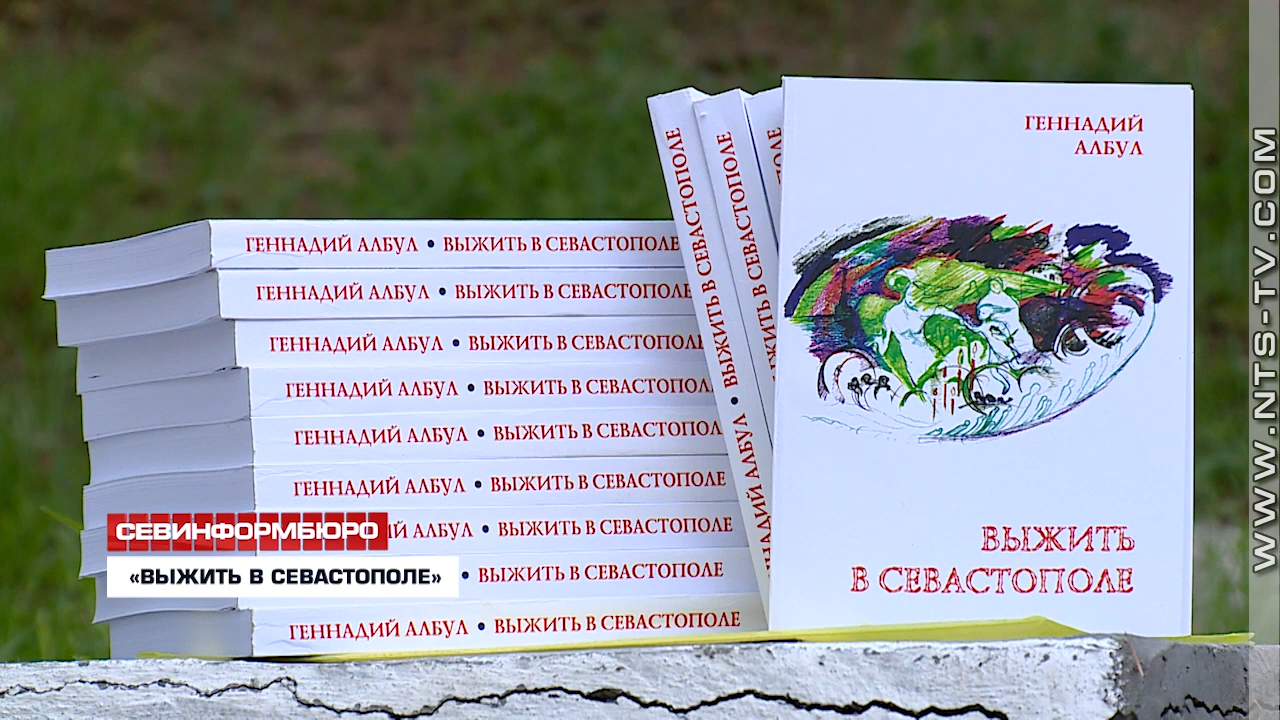 ГЕННАДИЙ
АЛБУЛ
ВЫЖИТЬ
В СЕВАСТОПОЛЕ
ГЕННАДИЙ АЛБУЛ • ВЫЖИТЬ В СЕВАСТОПОЛЕ
ГЕННАДИЙ АЛБУЛ • ВЫЖИТЬ В СЕВАСТОПОЛЕ
ГЕННАДИЙ АЛБУЛ • ВЫЖИТЬ В СЕВАСТОПОЛЕ
ГЕННАДИЙ АЛБУЛ • ВЫЖИТЬ В СЕВАСТОПОЛЕ
ГЕННАДИЙ АЛБУЛ • ВЫЖИТЬ В СЕВАСТОПОЛЕ
ГЕННАДИЙ АЛБУЛ • ВЫЖИТЬ В СЕВАСТОПОЛЕ
АЛБУЛ • ВЫЖИТЬ В СЕВАСТОПОЛЕ
• ВЫЖИТЬ В СЕВАСТОПОЛЕ
ГЕННАДИЙ АЛБУЛ • ВЫЖИТЬ В СЕВАСТОПОЛЕ
АЛБУЛ • ВЫЖИТЬ В СЕВАСТОПОЛЕ
В СЕВАСТОПОЛЕ
СЕВИНФОРМБЮРО
«ВЫЖИТЬ В СЕВАСТОПОЛЕ»
WWW.NTS-TV.COM